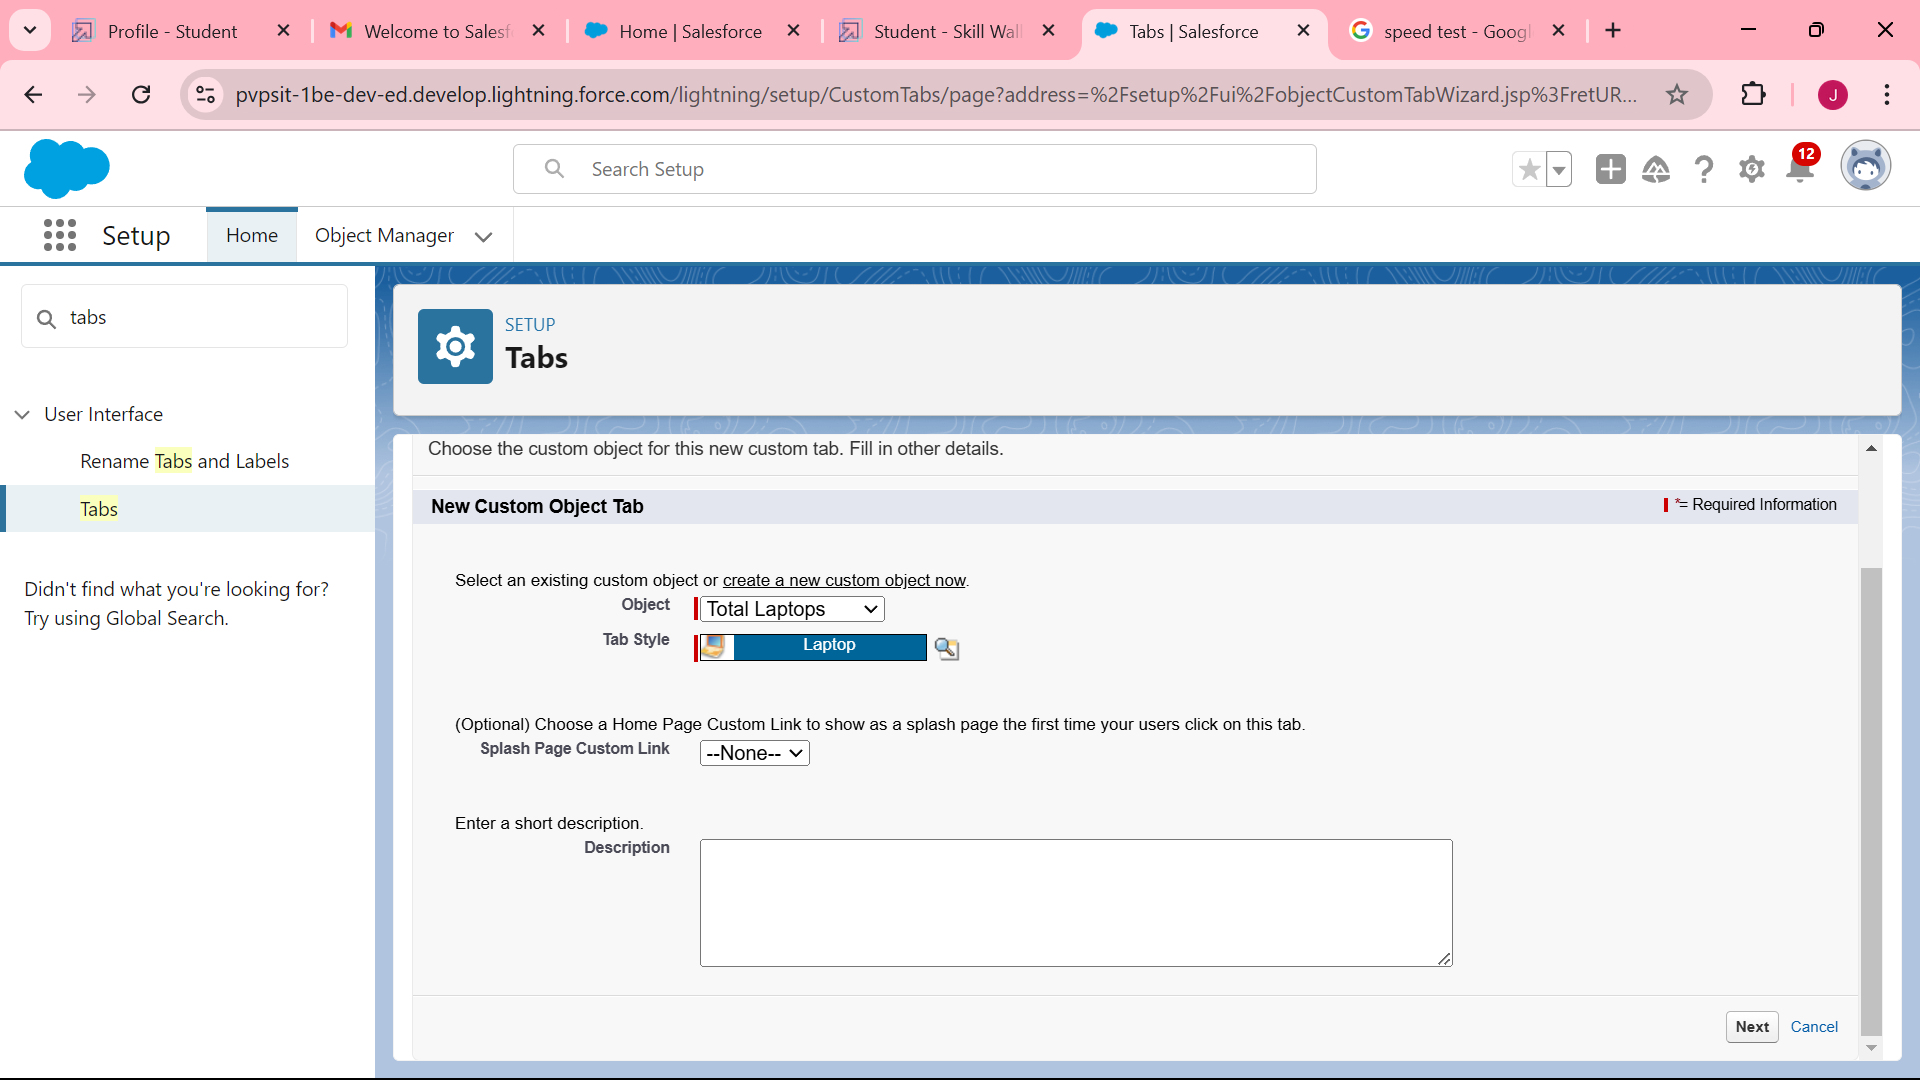 Profile - Student
Welcome to Salesf
Home | Salesforce
Student - Skill Wall
Tabs | Salesforce
speed test - Googl
pvpsit-1be-dev-ed.develop.lightning.force.com/lightning/setup/CustomTabs/page?address=%2Fsetup%2Fui%2FobjectCustomTabWizard.jsp%3FretUR...
J
Search Setup
12
Setup
Home
Object Manager
tabs
User Interface
Rename Tabs and Labels
Tabs
Didn't find what you're looking for?
Try using Global Search.
SETUP
Tabs
Choose the custom object for this new custom tab. Fill in other details.
New Custom Object Tab
*= Required Information
Select an existing custom object or create a new custom object now.
Object
Total Laptops
Tab Style
Laptop
(Optional) Choose a Home Page Custom Link to show as a splash page the first time your users click on this tab.
Splash Page Custom Link
--None--
Enter a short description.
Description
Next
Cancel